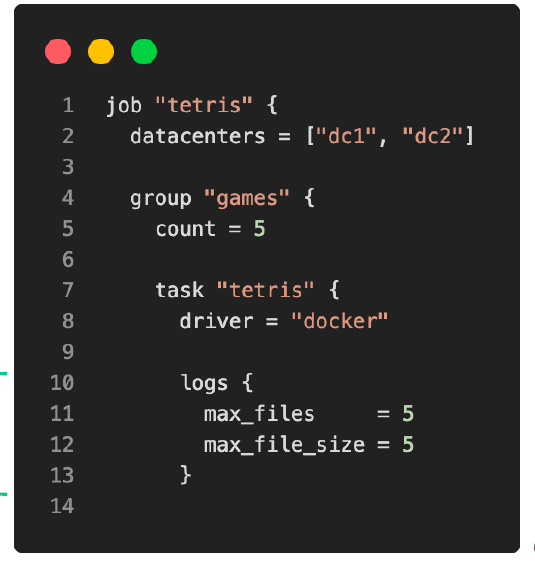 1 job "tetris" {
2   datacenters = ["dc1", "dc2"]
3
4   group "games" {
5     count = 5
6
7     task "tetris" {
8       driver = "docker"
9
10       logs {
11         max_files     = 5
12         max_file_size = 5
13       }
14